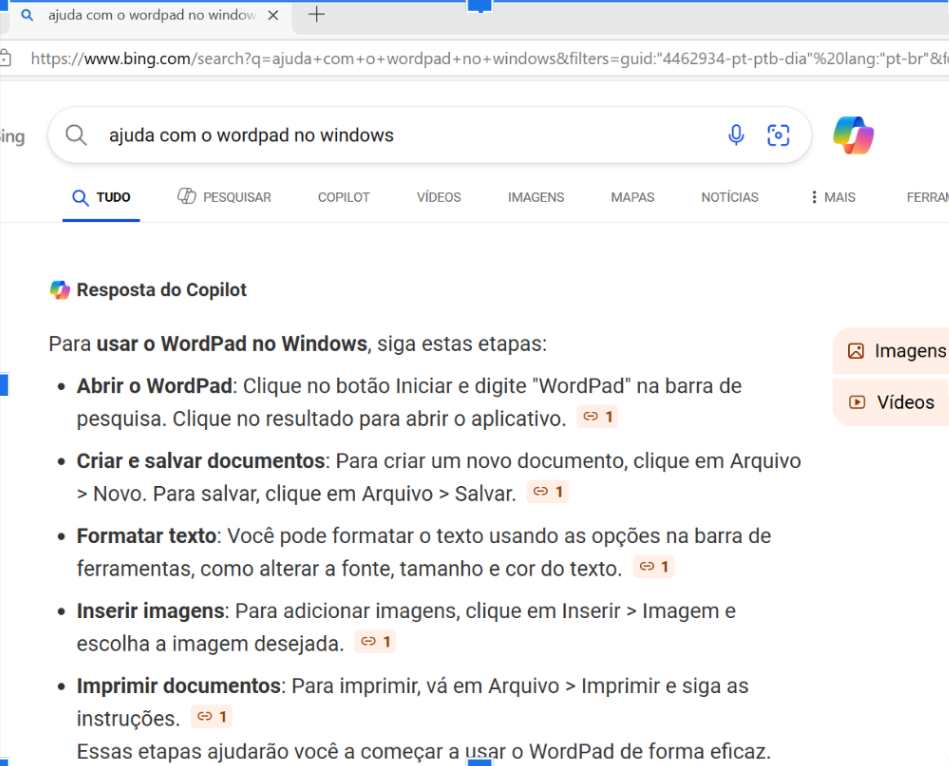 ajuda com o wordpad no window
https://www.bing.com/search?q=ajuda+com+o+wordpad+no+windows&filters=guid:"4462934-pt-ptb-dia"%20lang:"pt-br"&f
ing
ajuda com o wordpad no windows
TUDO PESQUISAR COPILOT VÍDEOS IMAGENS MAPAS NOTÍCIAS MAIS FERRAM
Resposta do Copilot
Para usar o WordPad no Windows, siga estas etapas:
Imagens
• Abrir o WordPad: Clique no botão Iniciar e digite "WordPad" na barra de
pesquisa. Clique no resultado para abrir o aplicativo. 1
Vídeos
• Criar e salvar documentos: Para criar um novo documento, clique em Arquivo
> Novo. Para salvar, clique em Arquivo > Salvar. 1
• Formatar texto: Você pode formatar o texto usando as opções na barra de
ferramentas, como alterar a fonte, tamanho e cor do texto. 1
• Inserir imagens: Para adicionar imagens, clique em Inserir > Imagem e
escolha a imagem desejada. 1
• Imprimir documentos: Para imprimir, vá em Arquivo > Imprimir e siga as
instruções. 1
Essas etapas ajudarão você a começar a usar o WordPad de forma eficaz.